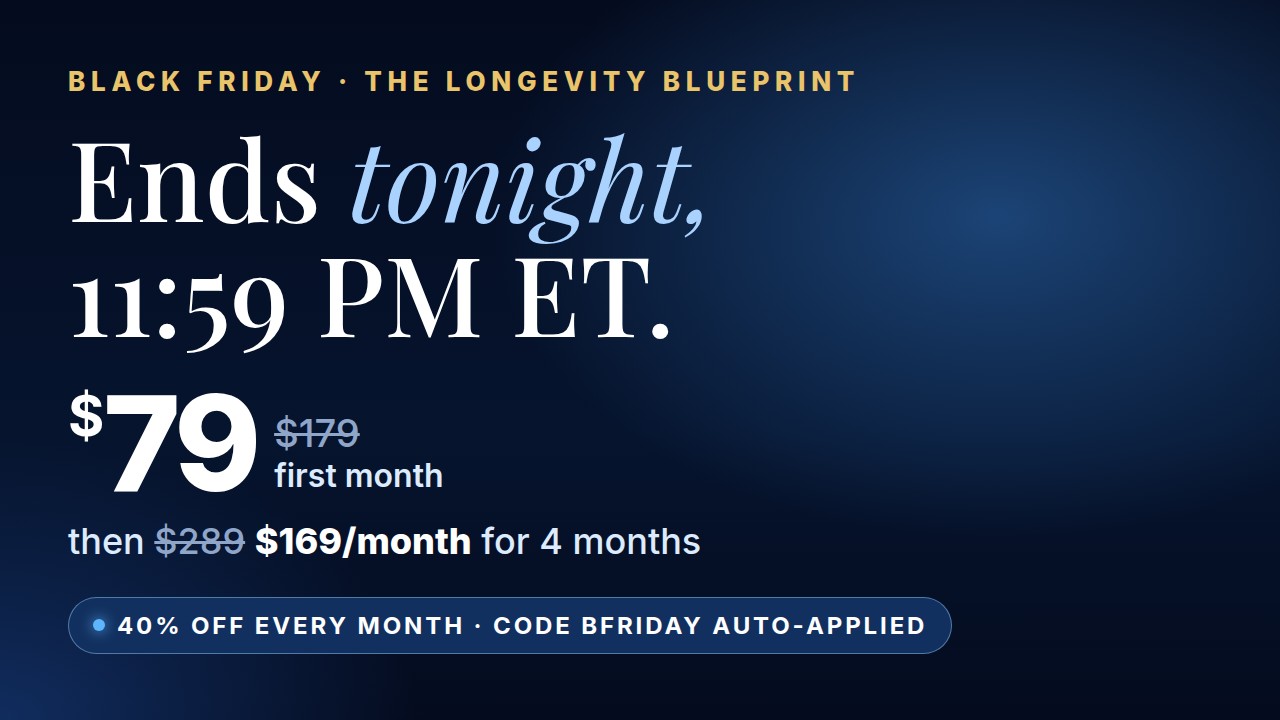 BLACK FRIDAY · THE LONGEVITY BLUEPRINT
Ends tonight,
11:59 PM ET.
$79
$179
first month
then $289 $169/month for 4 months
40% OFF EVERY MONTH · CODE BFRIDAY AUTO-APPLIED